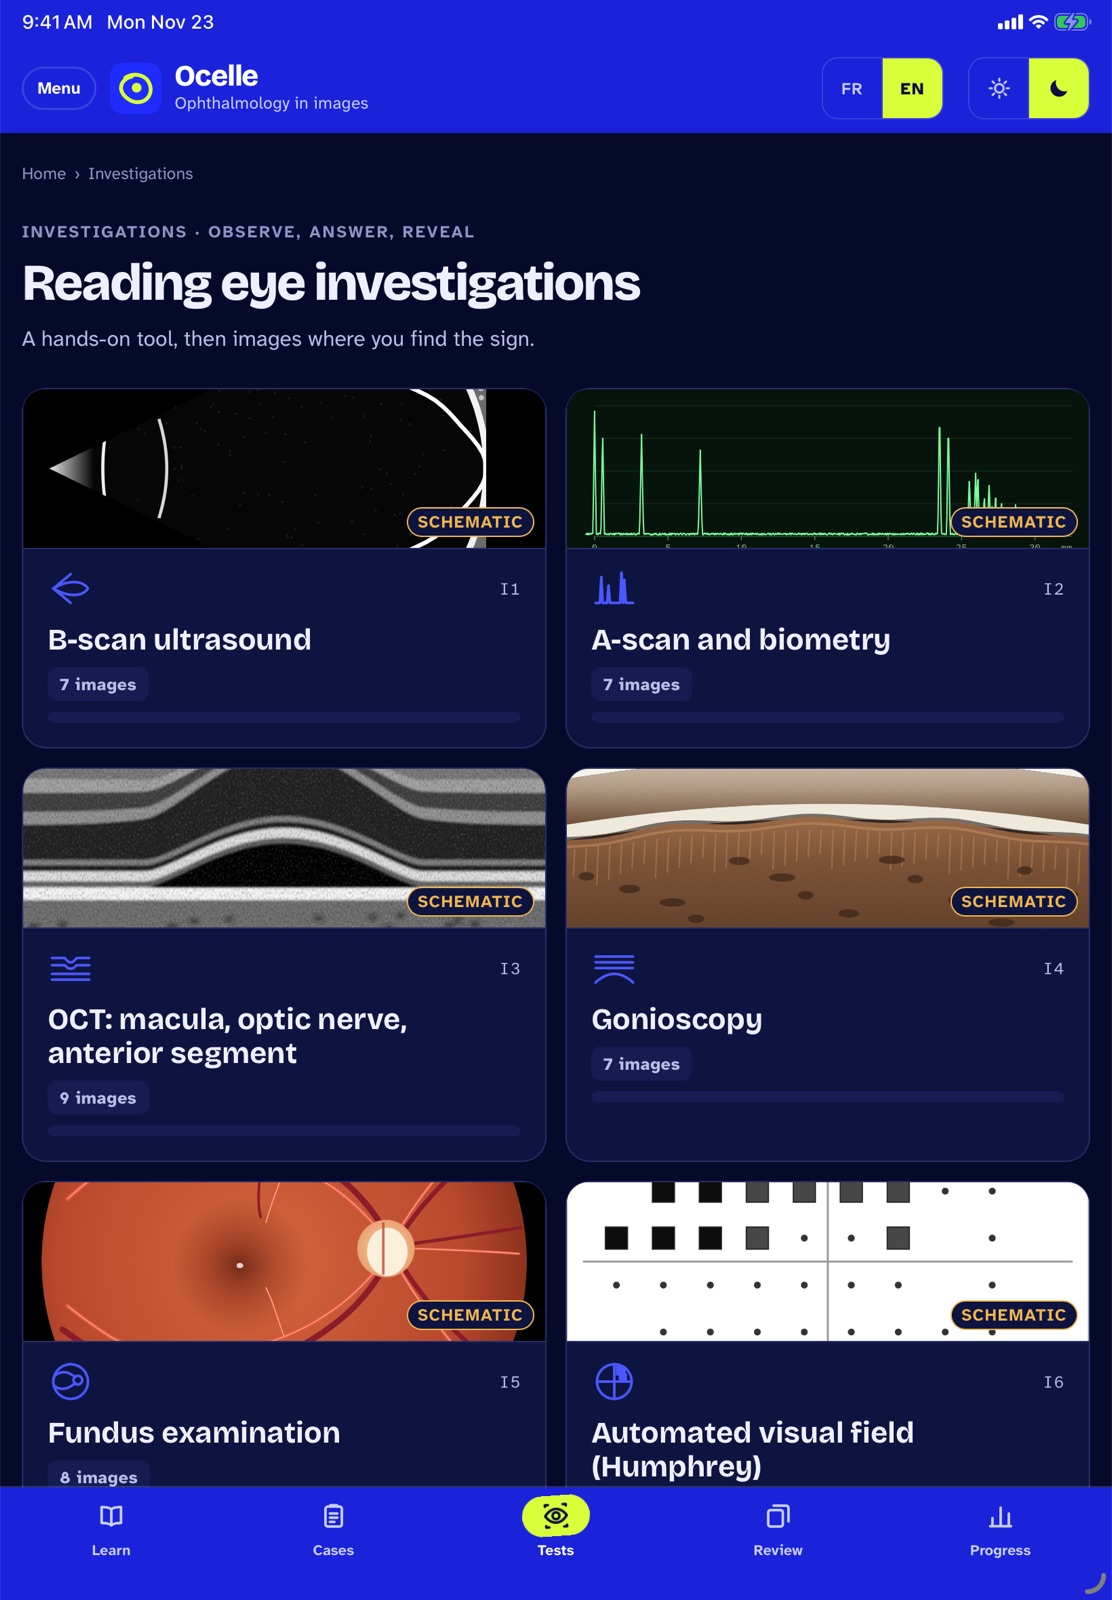 9:41 AM Mon Nov 23
Menu
Ocelle
Ophthalmology in images
FR
EN
Home › Investigations
INVESTIGATIONS · OBSERVE, ANSWER, REVEAL
Reading eye investigations
A hands-on tool, then images where you find the sign.
SCHEMATIC
I1
B-scan ultrasound
7 images
SCHEMATIC
I2
A-scan and biometry
7 images
SCHEMATIC
I3
OCT: macula, optic nerve,
anterior segment
9 images
SCHEMATIC
I4
Gonioscopy
7 images
SCHEMATIC
I5
Fundus examination
8 images
SCHEMATIC
I6
Automated visual field
(Humphrey)
Learn
Cases
Tests
Review
Progress